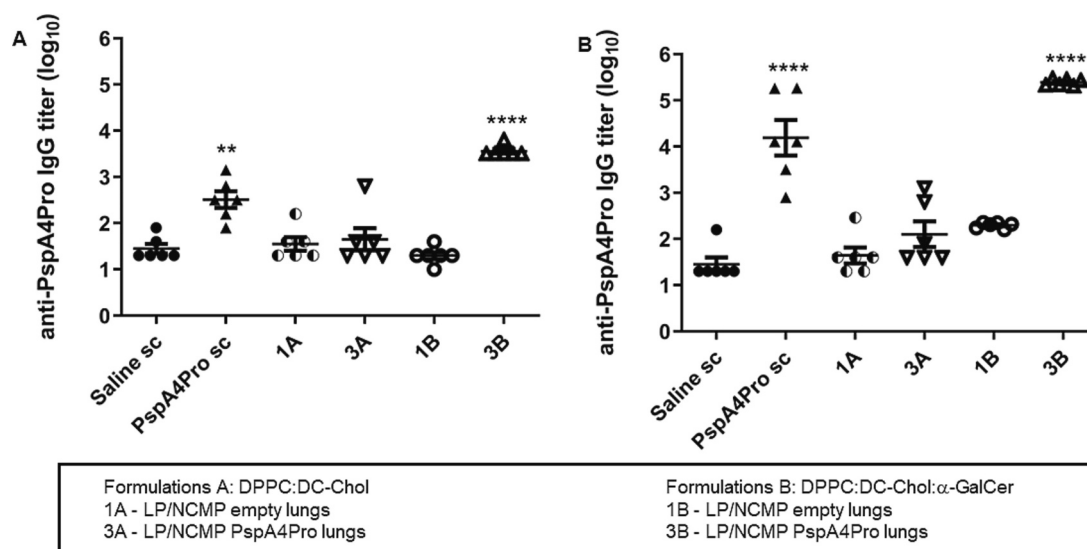 A
anti-PspA4Pro IgG titer (log10)
6
5
4
3
2
1
0
**
****
Saline sc
PspA4Pro sc
1A
3A
1B
3B
B
anti-PspA4Pro IgG titer (log10)
6
5
4
3
2
1
0
****
****
Saline sc
PspA4Pro sc
1A
3A
1B
3B
Formulations A: DPPC:DC-Chol
1A - LP/NCMP empty lungs
3A - LP/NCMP PspA4Pro lungs
Formulations B: DPPC:DC-Chol:α-GalCer
1B - LP/NCMP empty lungs
3B - LP/NCMP PspA4Pro lungs